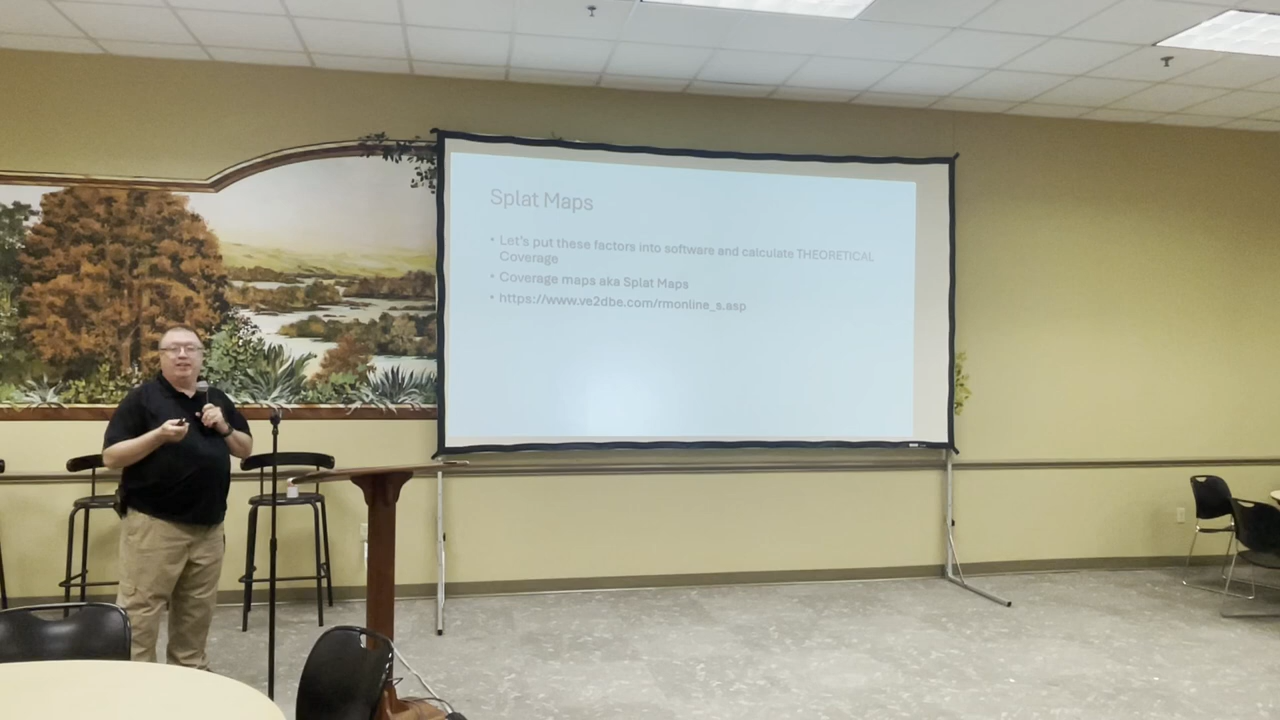 Splat Maps
• Let's put these factors into software and calculate THEORETICAL
Coverage
• Coverage maps aka Splat Maps
• https://www.ve2dbe.com/rmonline_s.asp